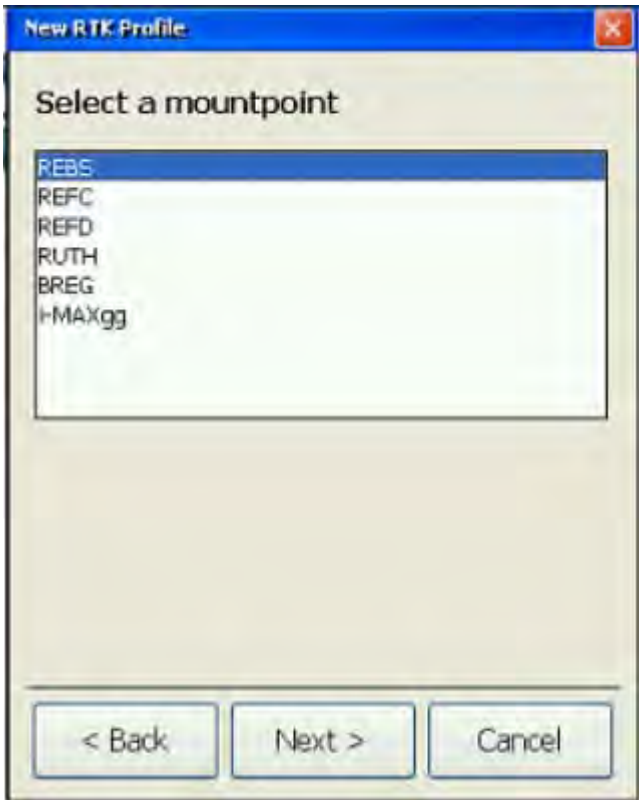 New RTK Profile
Select a mountpoint
REBS
REFC
REFD
RUTH
BREG
i-MAXgg
< Back
Next >
Cancel